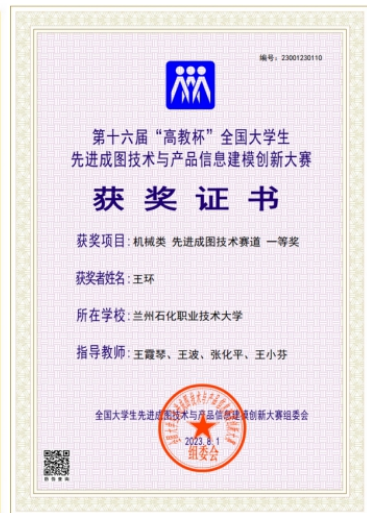 编号：23001230110
第十六届“高教杯”全国大学生
先进成图技术与产品信息建模创新大赛
获奖证书
获奖项目：机械类 先进成图技术赛道 一等奖
获奖者姓名：王环
所在学校：兰州石化职业技术大学
指导教师：王霞琴、王波、张化平、王小芬
全国大学生先进成图技术与产品信息建模创新大赛组委会
2023.8.1
组委会